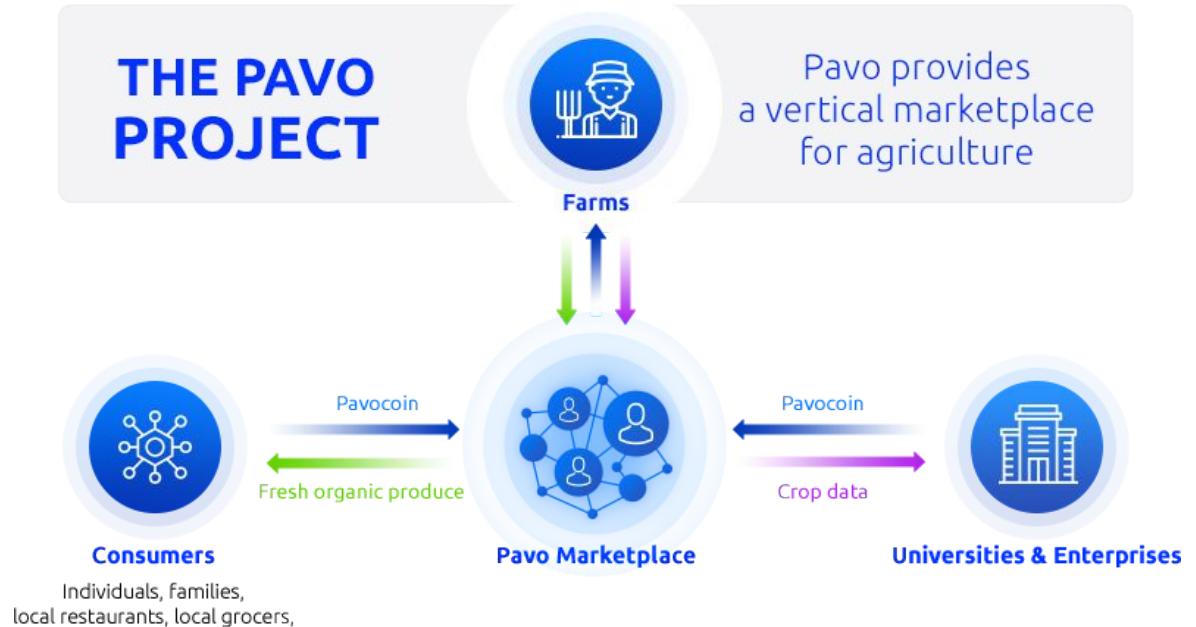 THE PAVO
PROJECT
Pavo provides
a vertical marketplace
for agriculture
Farms
Pavocoin
Pavocoin
Fresh organic produce
Crop data
Consumers
Pavo Marketplace
Universities & Enterprises
Individuals, families,
local restaurants, local grocers,